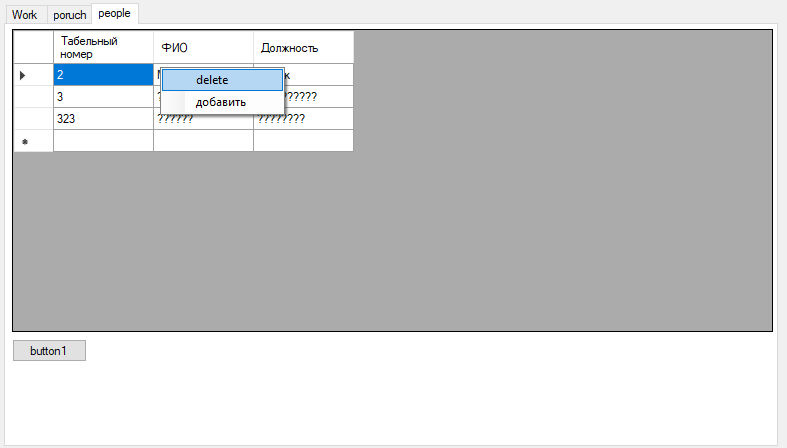 Work poruch people
Табельный номер ФИО Должность
2
delete
3
добавить
323 ?????? ????????
button1